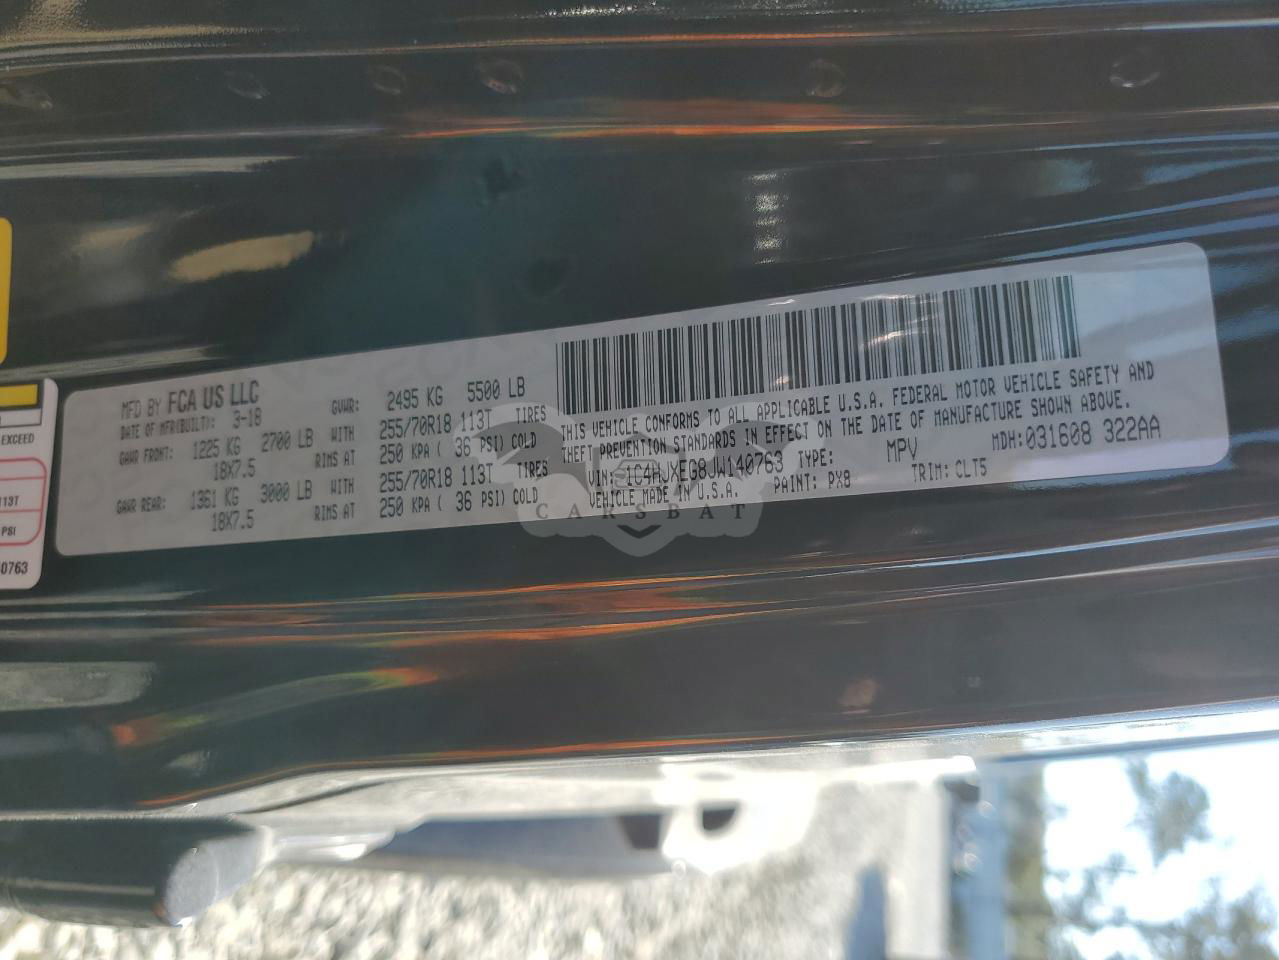 EXCEED
113T
PSI
40763
MFD BY FCA US LLC
DATE OF MFR(BUILT): 3-18 GVWR: 2495 KG 5500 LB
GAWR FRONT: 1225 KG 2700 LB WITH 255/70R18 113T TIRES
18X7.5 RIMS AT 250 KPA ( 36 PSI) COLD
GAWR REAR: 1361 KG 3000 LB WITH 255/70R18 113T TIRES
18X7.5 RIMS AT 250 KPA ( 36 PSI) COLD
THIS VEHICLE CONFORMS TO ALL APPLICABLE U.S.A. FEDERAL MOTOR VEHICLE SAFETY AND
THEFT PREVENTION STANDARDS IN EFFECT ON THE DATE OF MANUFACTURE SHOWN ABOVE.
VIN: 1C4HJXEG8JW140763 TYPE: MPV MDH: 031608 322AA
VEHICLE MADE IN U.S.A. PAINT: PX8 TRIM: CLT5
CARSBAT